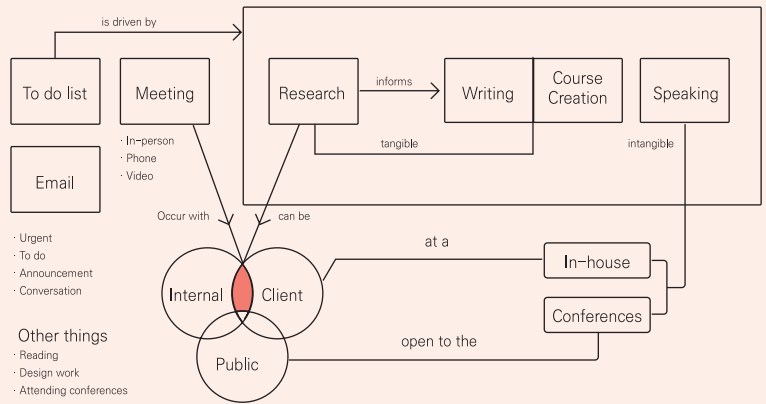 is driven by
To do list
Meeting
Research
informs
Writing
Course
Creation
Speaking
· In-person
· Phone
· Video
tangible
intangible
Email
Occur with
can be
· Urgent
· To do
· Announcement
· Conversation
at a
In-house
Internal
Client
Conferences
Other things
· Reading
· Design work
· Attending conferences
Public
open to the